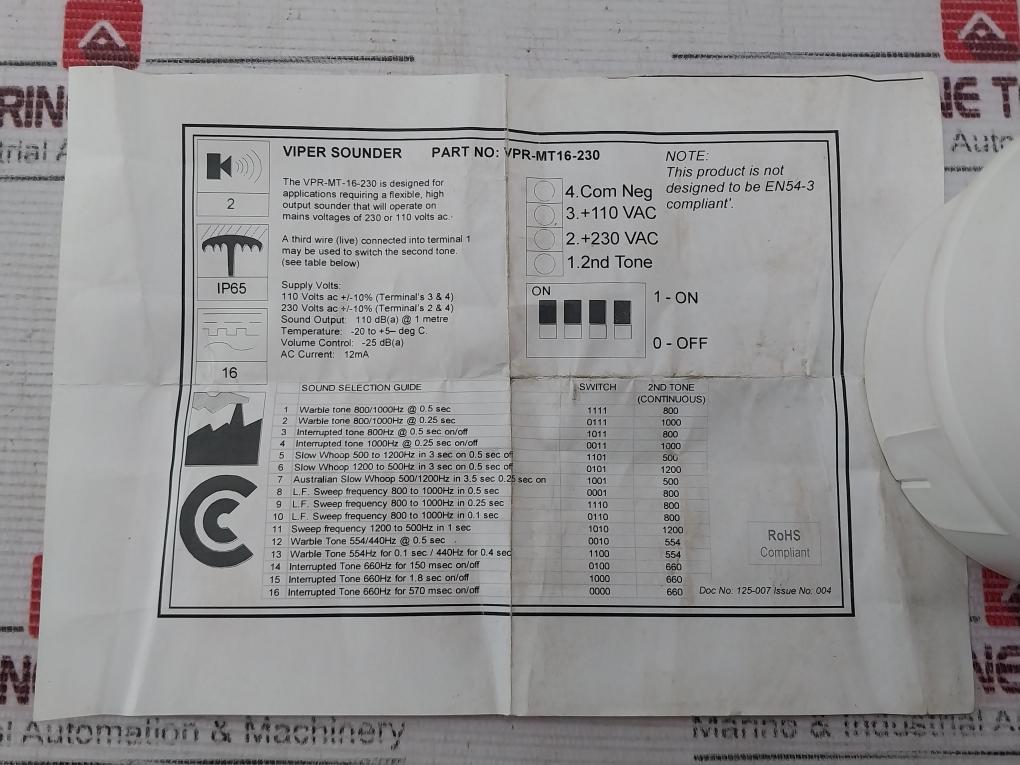 RING
NE T
trial A
Auto
VIPER SOUNDER PART NO: VPR-MT16-230
2
The VPR-MT-16-230 is designed for
applications requiring a flexible, high
output sounder that will operate on
mains voltages of 230 or 110 volts ac.
A third wire (live) connected into terminal 1
may be used to switch the second tone.
(see table below)
IP65
Supply Volts:
110 Volts ac +/-10% (Terminal's 3 & 4)
230 Volts ac +/-10% (Terminal's 2 & 4)
Sound Output: 110 dB(a) @ 1 metre
Temperature: -20 to +5– deg C.
Volume Control: -25 dB(a)
AC Current: 12mA
16
NOTE:
This product is not
designed to be EN54-3
compliant'.
4.Com Neg
3.+110 VAC
2.+230 VAC
1.2nd Tone
ON
1 - ON
0 - OFF
SOUND SELECTION GUIDE SWITCH 2ND TONE
(CONTINUOUS)
1 Warble tone 800/1000Hz @ 0.5 sec 1111 800
2 Warble tone 800/1000Hz @ 0.25 sec 0111 1000
3 Interrupted tone 800Hz @ 0.5 sec on/off 1011 800
4 Interrupted tone 1000Hz @ 0.25 sec on/off 0011 1000
5 Slow Whoop 500 to 1200Hz in 3 sec on 0.5 sec of 1101 500
6 Slow Whoop 1200 to 500Hz in 3 sec on 0.5 sec of 0101 1200
7 Australian Slow Whoop 500/1200Hz in 3.5 sec 0.25 sec on 1001 500
8 L.F. Sweep frequency 800 to 1000Hz in 0.5 sec 0001 800
9 L.F. Sweep frequency 800 to 1000Hz in 0.25 sec 1110 800
10 L.F. Sweep frequency 800 to 1000Hz in 0.1 sec 0110 800
11 Sweep frequency 1200 to 500Hz in 1 sec 1010 1200
12 Warble Tone 554/440Hz @ 0.5 sec 0010 554
13 Warble Tone 554Hz for 0.1 sec / 440Hz for 0.4 sec 1100 554
14 Interrupted Tone 660Hz for 150 msec on/off 0100 660
15 Interrupted Tone 660Hz for 1.8 sec on/off 1000 660
16 Interrupted Tone 660Hz for 570 msec on/off 0000 660
RoHS
Compliant
Doc No: 125-007 Issue No: 004
al Automation & Machinery
Marine & Industrial